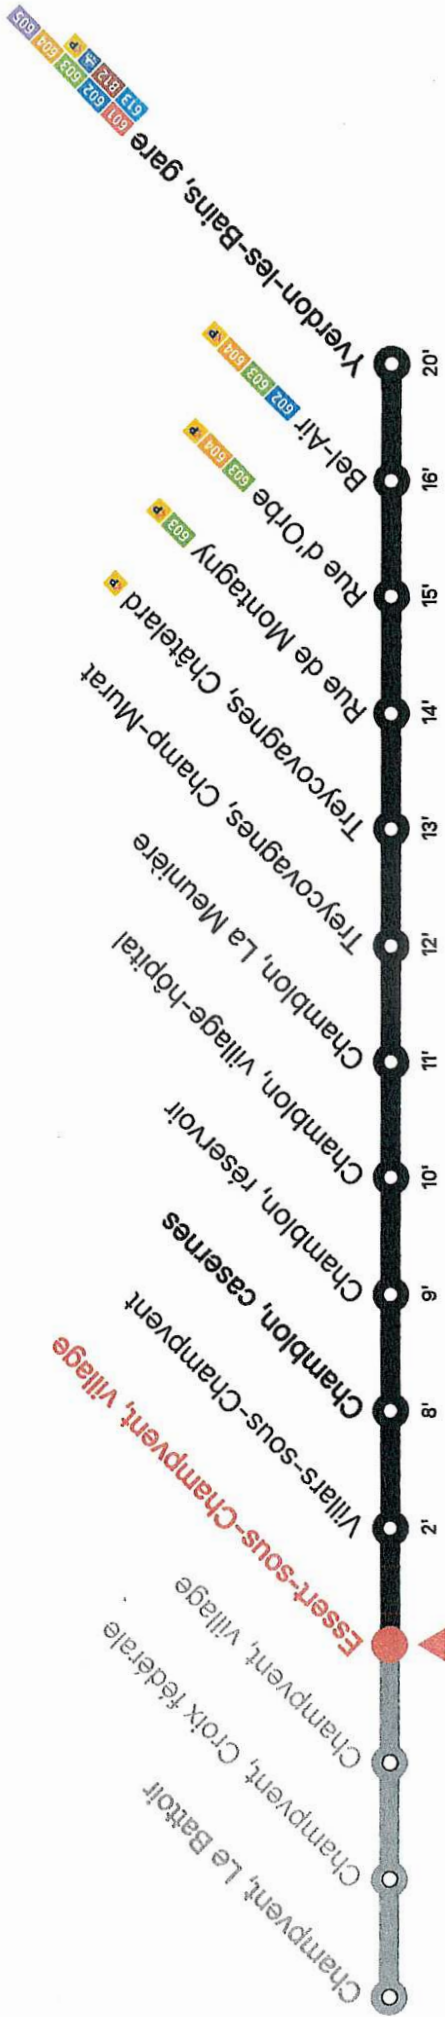 Champvent, Le Battoir
Champvent, Croix fédérale
Champvent, village
Essert-sous-Champvent, village
Villars-sous-Champvent
2'
Chamblon, casernes
8'
Chamblon, réservoir
9'
Chamblon, village-hôpital
10'
Chamblon, La Meunière
11'
Treycovagnes, Champ-Murat
12'
Treycovagnes, Châtelard P
13'
Rue de Montagny 603 P
14'
Rue d'Orbe 603 604 P
15'
Bel-Air 602 603 604 P
16'
Yverdon-les-Bains, gare 601 602 603 604 605
613 812 P
20'